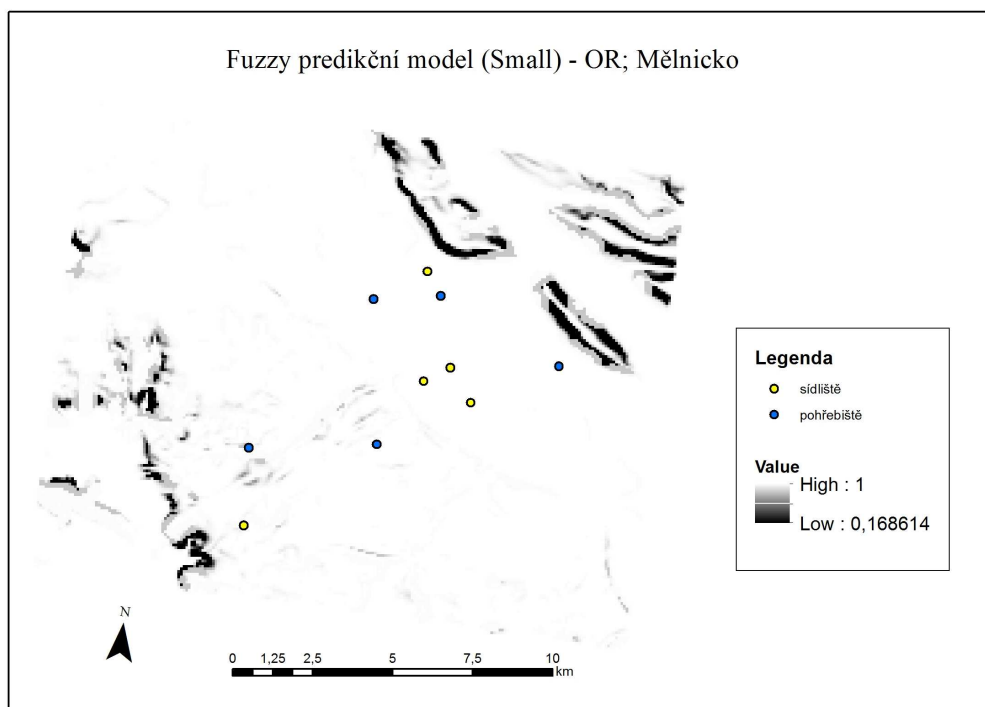 Fuzzy predikční model (Small) - OR; Mělnicko
Legenda
sídliště
pohřebiště
Value
High : 1
Low : 0,168614
N
0 1,25 2,5 5 7,5 10
km